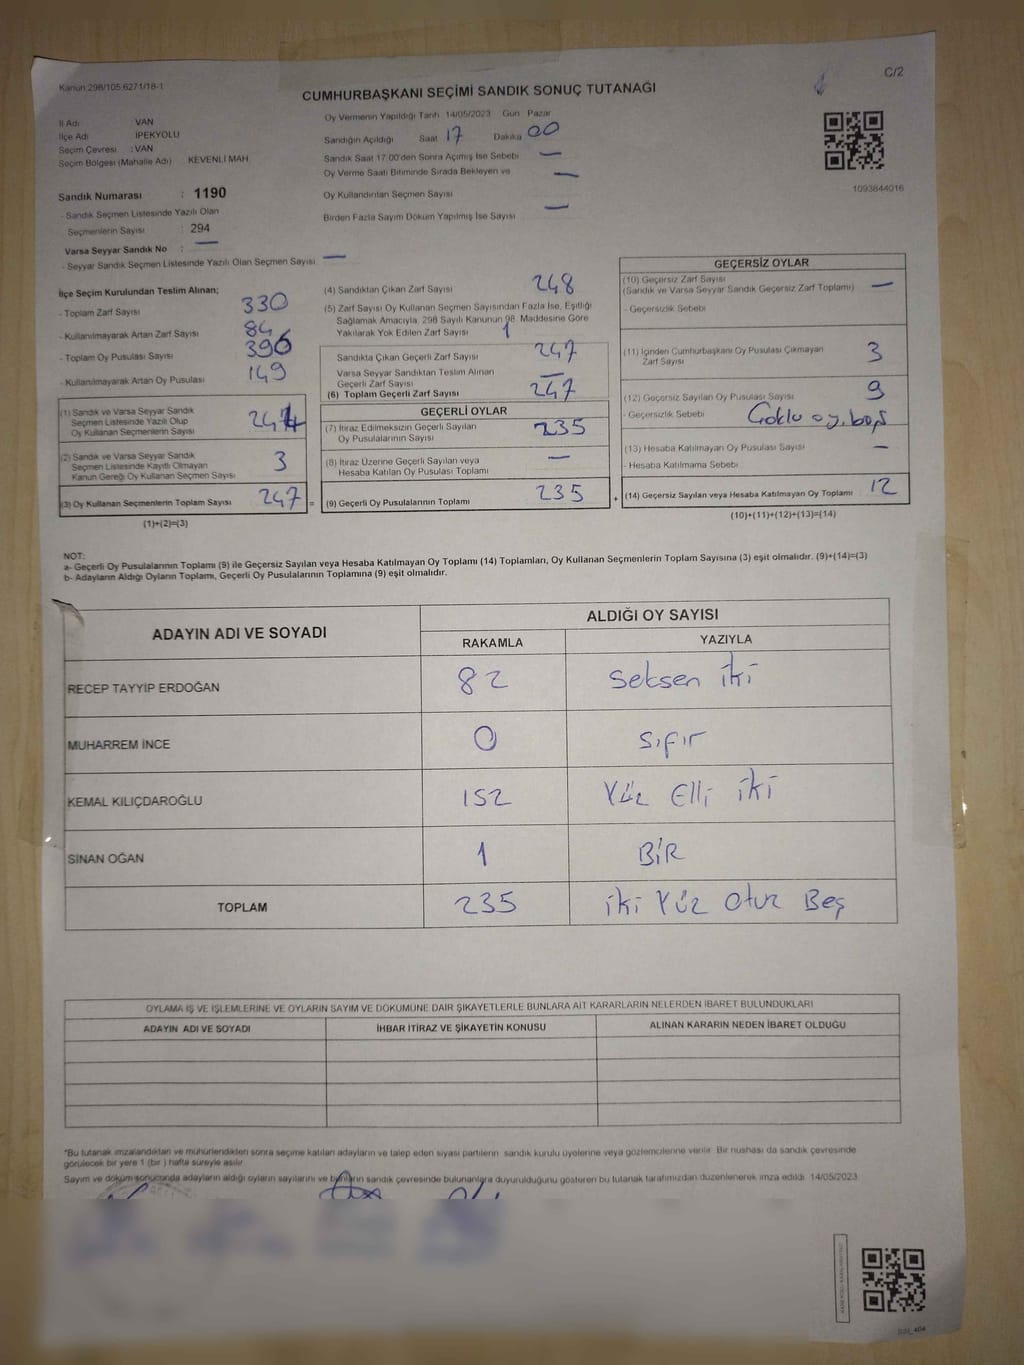 Kanun:298/105.6271/18-1
C/2
CUMHURBAŞKANI SEÇİMİ SANDIK SONUÇ TUTANAĞI
İl Adı VAN
İlçe Adı İPEKYOLU
Seçim Çevresi : VAN
Seçim Bölgesi (Mahalle Adı) KEVENLİ MAH
Sandık Numarası : 1190
- Sandık Seçmen Listesinde Yazılı Olan
Seçmenlerin Sayısı : 294
Varsa Seyyar Sandık No : —
- Seyyar Sandık Seçmen Listesinde Yazılı Olan Seçmen Sayısı —
Oy Vermenin Yapıldığı Tarih 14/05/2023 Gün Pazar
Sandığın Açıldığı Saat 17 Dakika 00
Sandık Saat 17:00'den Sonra Açımış İse Sebebi —
Oy Verme Saati Bitiminde Sırada Bekleyen ve —
Oy Kullandırılan Seçmen Sayısı
Birden Fazla Sayım Döküm Yapılmış İse Sayısı —
1093844016
İlçe Seçim Kurulundan Teslim Alınan;
- Toplam Zarf Sayısı 330
- Kullanılmayarak Artan Zarf Sayısı 84
- Toplam Oy Pusulası Sayısı 396
- Kullanılmayarak Artan Oy Pusulası 149
(1) Sandık ve Varsa Seyyar Sandık
Seçmen Listesinde Yazılı Olup
Oy Kullanan Seçmenlerin Sayısı 244
(2) Sandık ve Varsa Seyyar Sandık
Seçmen Listesinde Kayıtlı Olmayan
Kanun Gereği Oy Kullanan Seçmen Sayısı 3
(3) Oy Kullanan Seçmenlerin Toplam Sayısı 247 =
(1)+(2)=(3)
(4) Sandıktan Çıkan Zarf Sayısı 248
(5) Zarf Sayısı Oy Kullanan Seçmen Sayısından Fazla İse, Eşitliği
Sağlamak Amacıyla, 298 Sayılı Kanunun 98. Maddesine Göre
Yakılarak Yok Edilen Zarf Sayısı 1
Sandıkta Çıkan Geçerli Zarf Sayısı 247
Varsa Seyyar Sandıktan Teslim Alınan
Geçerli Zarf Sayısı —
(6) Toplam Geçerli Zarf Sayısı 247
GEÇERLİ OYLAR
(7) İtiraz Edilmeksizin Geçerli Sayılan
Oy Pusulalarının Sayısı 235
(8) İtiraz Üzerine Geçerli Sayılan veya
Hesaba Katılan Oy Pusulası Toplamı —
(9) Geçerli Oy Pusulalarının Toplamı 235 +
GEÇERSİZ OYLAR
(10) Geçersiz Zarf Sayısı
(Sandık ve Varsa Seyyar Sandık Geçersiz Zarf Toplamı) —
- Geçersizlik Sebebi
(11) İçinden Cumhurbaşkanı Oy Pusulası Çıkmayan
Zarf Sayısı 3
(12) Geçersiz Sayılan Oy Pusulası Sayısı 9
- Geçersizlik Sebebi Çoklu oy, boş
(13) Hesaba Katılmayan Oy Pusulası Sayısı —
- Hesaba Katılmama Sebebi
(14) Geçersiz Sayılan veya Hesaba Katılmayan Oy Toplamı 12
(10)+(11)+(12)+(13)=(14)
NOT:
a- Geçerli Oy Pusulalarının Toplamı (9) ile Geçersiz Sayılan veya Hesaba Katılmayan Oy Toplamı (14) Toplamları, Oy Kullanan Seçmenlerin Toplam Sayısına (3) eşit olmalıdır. (9)+(14)=(3)
b- Adayların Aldığı Oyların Toplamı, Geçerli Oy Pusulalarının Toplamına (9) eşit olmalıdır.
ADAYIN ADI VE SOYADI
ALDIĞI OY SAYISI
RAKAMLA YAZIYLA
RECEP TAYYİP ERDOĞAN 82 Seksen iki
MUHARREM İNCE 0 Sıfır
KEMAL KILIÇDAROĞLU 152 Yüz Elli iki
SİNAN OĞAN 1 BİR
TOPLAM 235 iki Yüz Otuz Beş
OYLAMA İŞ VE İŞLEMLERİNE VE OYLARIN SAYIM VE DÖKÜMÜNE DAİR ŞİKAYETLERLE BUNLARA AİT KARARLARIN NELERDEN İBARET BULUNDUKLARI
ADAYIN ADI VE SOYADI İHBAR İTİRAZ VE ŞİKAYETİN KONUSU ALINAN KARARIN NEDEN İBARET OLDUĞU
*Bu tutanak imzalandıktan ve mühürlendikten sonra seçime katılan adayların ve talep eden siyasi partilerin sandık kurulu üyelerine veya gözlemcilerine verilir. Bir nüshası da sandık çevresinde
görülecek bir yere 1 (bir ) hafta süreyle asılır
Sayım ve döküm sonucunda adayların aldığı oyların sayılarını ve bunların sandık çevresinde bulunanlara duyurulduğunu gösteren bu tutanak tarafımızdan düzenlenerek imza edildi 14/05/2023